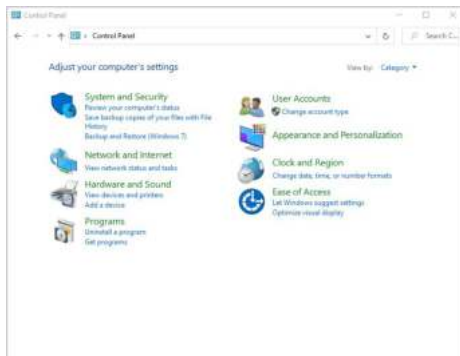 Control Panel
Control Panel
Search C...
Adjust your computer's settings
View by: Category
System and Security
Review your computer's status
Save backup copies of your files with File
History
Backup and Restore (Windows 7)
Network and Internet
View network status and tasks
Hardware and Sound
View devices and printers
Add a device
Programs
Uninstall a program
Get programs
User Accounts
Change account type
Appearance and Personalization
Clock and Region
Change date, time, or number formats
Ease of Access
Let Windows suggest settings
Optimize visual display